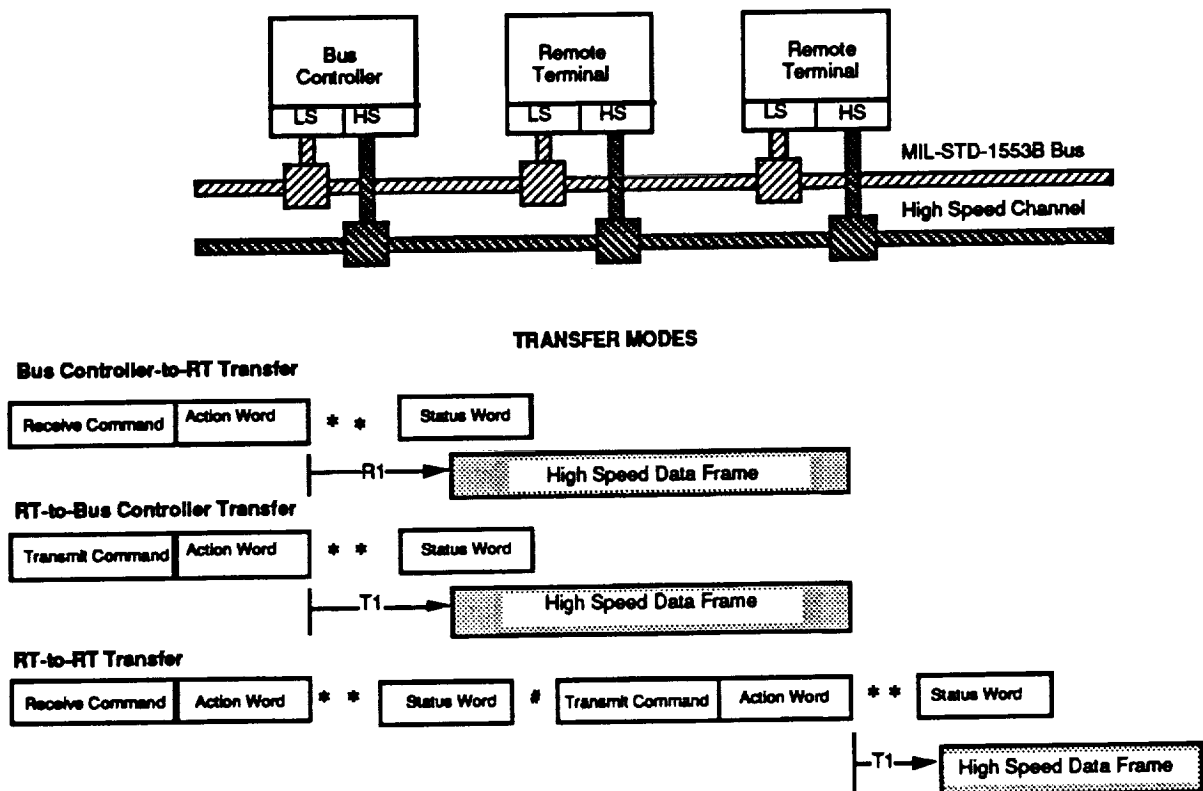 Bus Controller
Remote Terminal
Remote Terminal
LS HS
LS HS
LS HS
MIL-STD-1553B Bus
High Speed Channel
TRANSFER MODES
Bus Controller-to-RT Transfer
Receive Command Action Word * * Status Word
R1 High Speed Data Frame
RT-to-Bus Controller Transfer
Transmit Command Action Word * * Status Word
T1 High Speed Data Frame
RT-to-RT Transfer
Receive Command Action Word * * Status Word # Transmit Command Action Word * * Status Word
T1 High Speed Data Frame